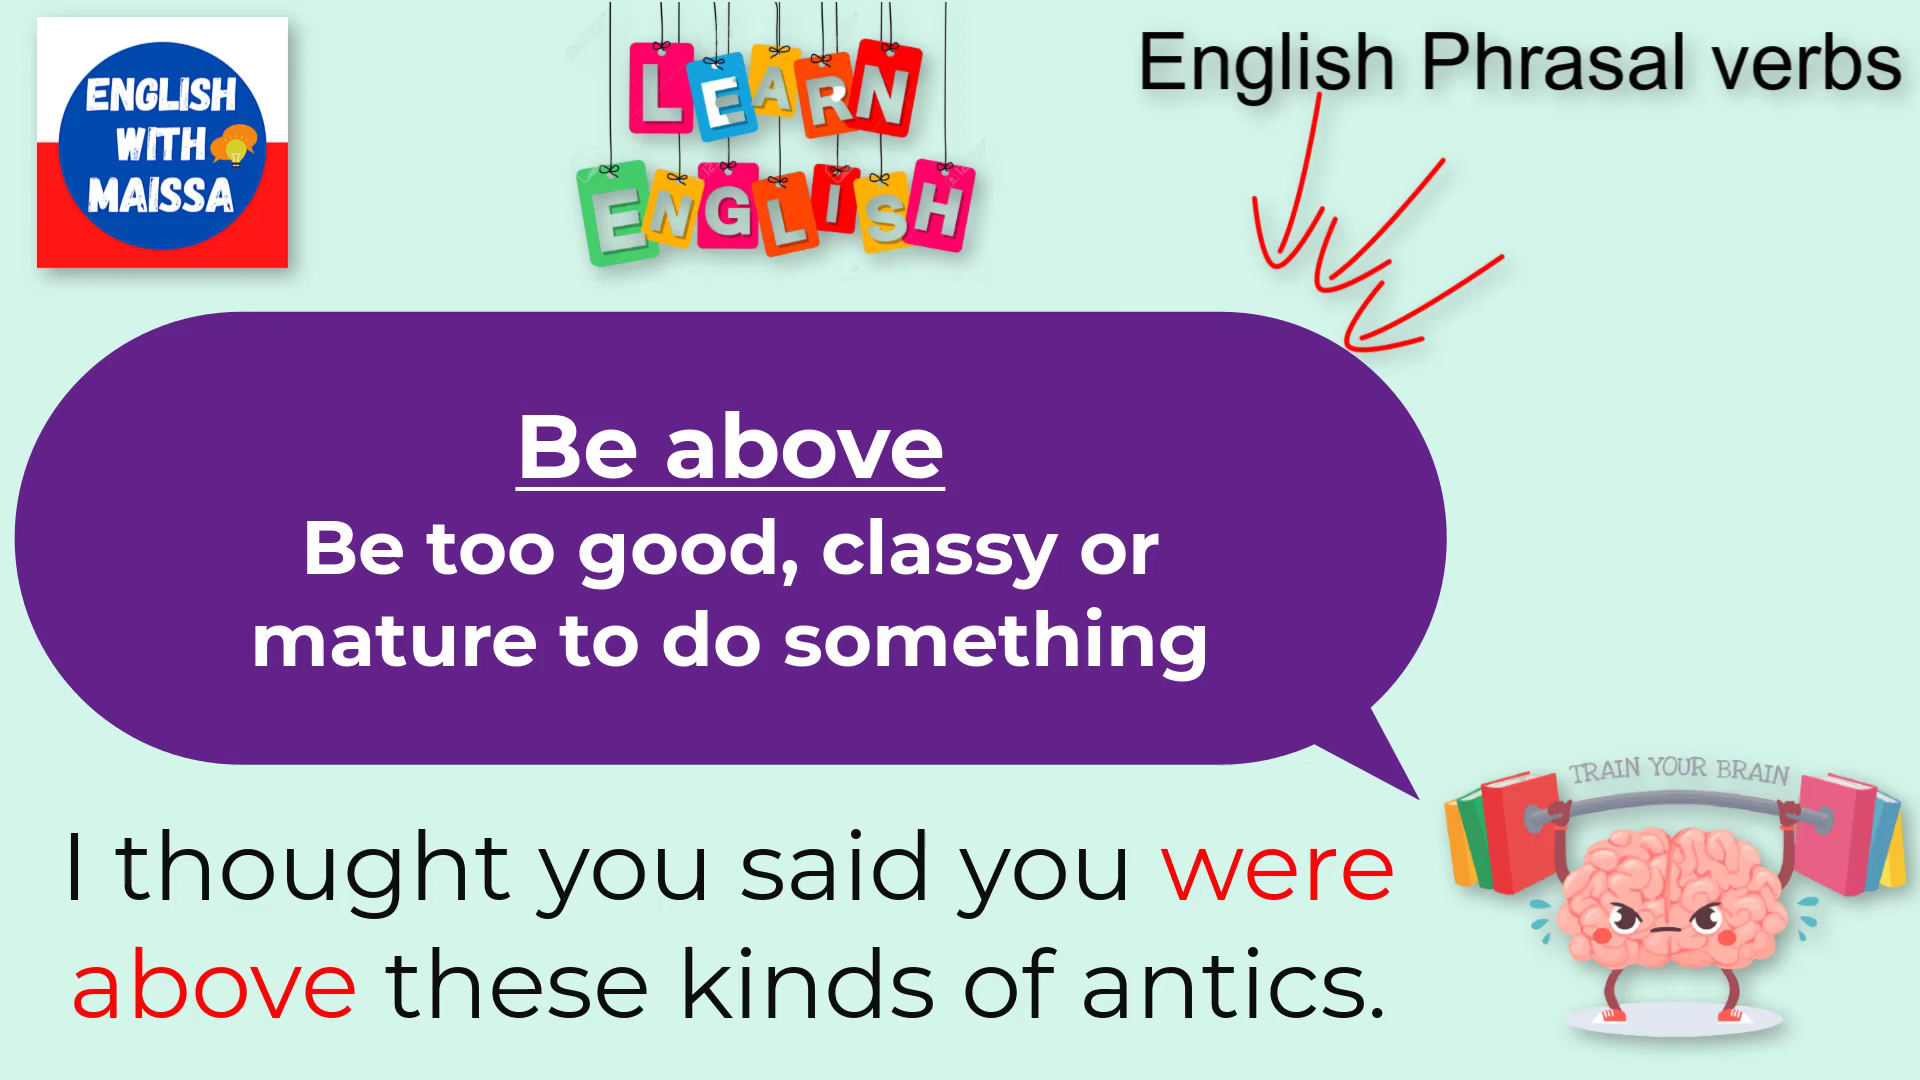 ENGLISH
WITH
MAISSA
LEARN
ENGLISH
English Phrasal verbs
Be above
Be too good, classy or
mature to do something
TRAIN YOUR BRAIN
I thought you said you were
above these kinds of antics.